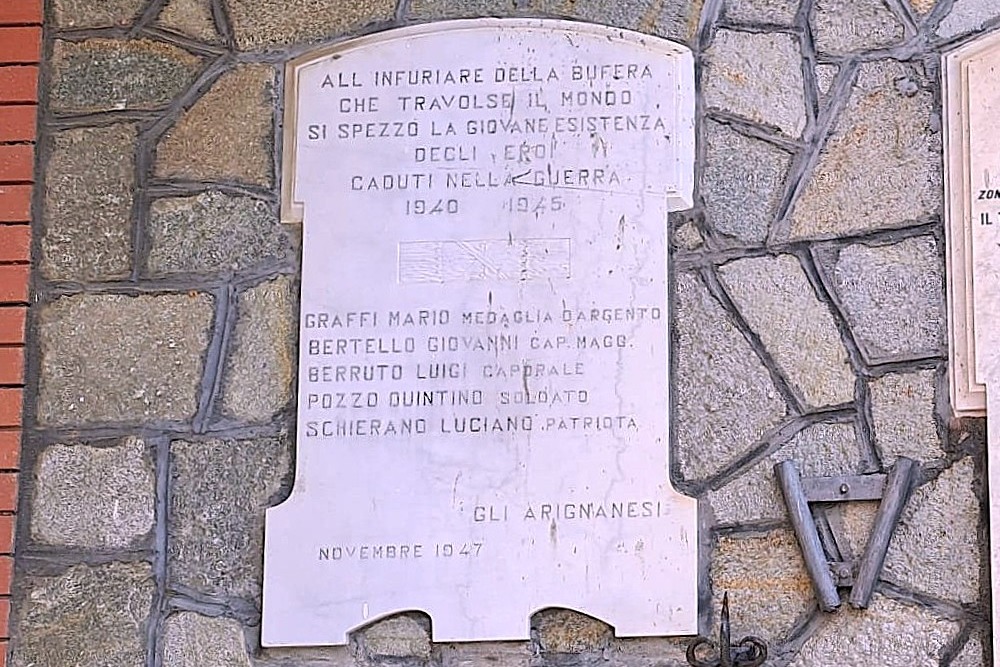 ALL INFURIARE DELLA BUFERA
CHE TRAVOLSE IL MONDO
SI SPEZZO LA GIOVANE ESISTENZA
DEGLI EROI
CADUTI NELLA GUERRA
1940 1945
GRAFFI MARIO MEDAGLIA D'ARGENTO
BERTELLO GIOVANNI CAP. MAGG.
BERRUTO LUIGI CAPORALE
POZZO QUINTINO SOLDATO
SCHIERANO LUCIANO PATRIOTA
GLI ARIGNANESI
NOVEMBRE 1947
ZON
IL